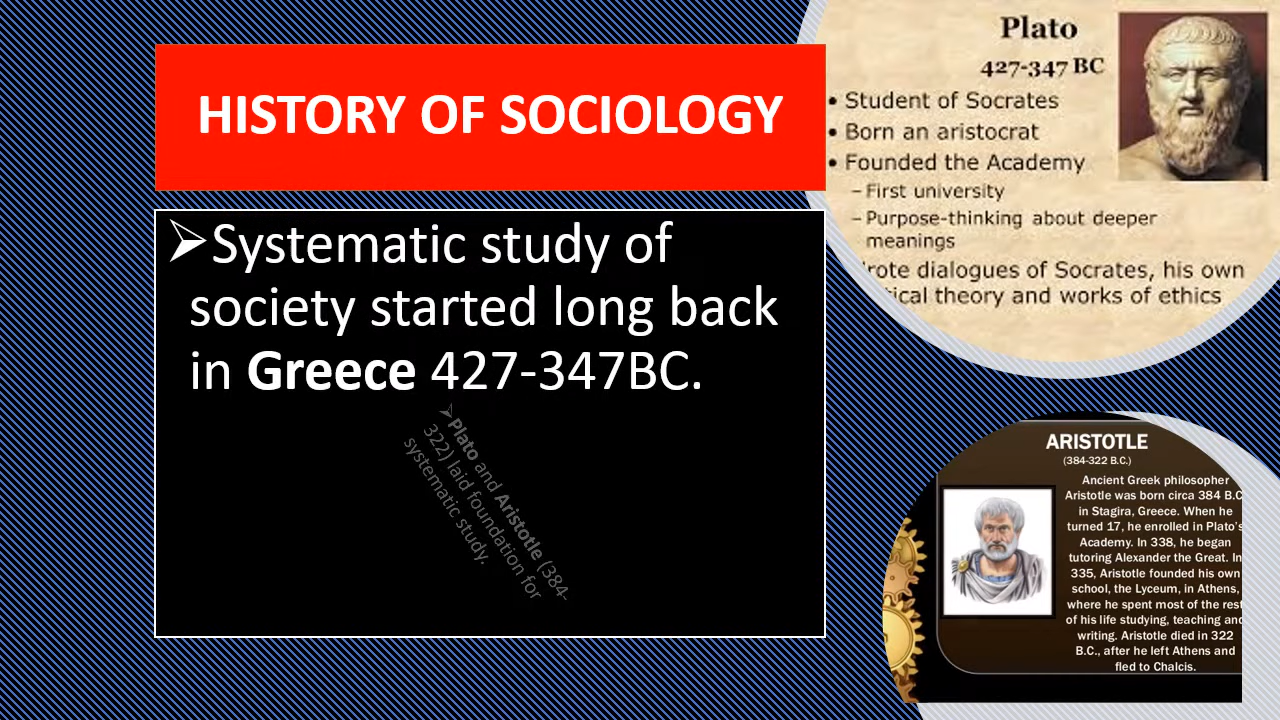 HISTORY OF SOCIOLOGY
➢Systematic study of
society started long back
in Greece 427-347BC.
➢Plato and Aristotle (384-
322) laid foundation for
systematic study.
Plato
427-347 BC
• Student of Socrates
• Born an aristocrat
• Founded the Academy
– First university
– Purpose-thinking about deeper
meanings
dialogues of Socrates, his own
theory and works of ethics
ARISTOTLE
(384-322 B.C.)
Ancient Greek philosopher
Aristotle was born circa 384 B.C
in Stagira, Greece. When he
turned 17, he enrolled in Plato's
Academy. In 338, he began
tutoring Alexander the Great. In
335, Aristotle founded his own
school, the Lyceum, in Athens,
where he spent most of the rest
of his life studying, teaching and
writing. Aristotle died in 322
B.C., after he left Athens and
fled to Chalcis.